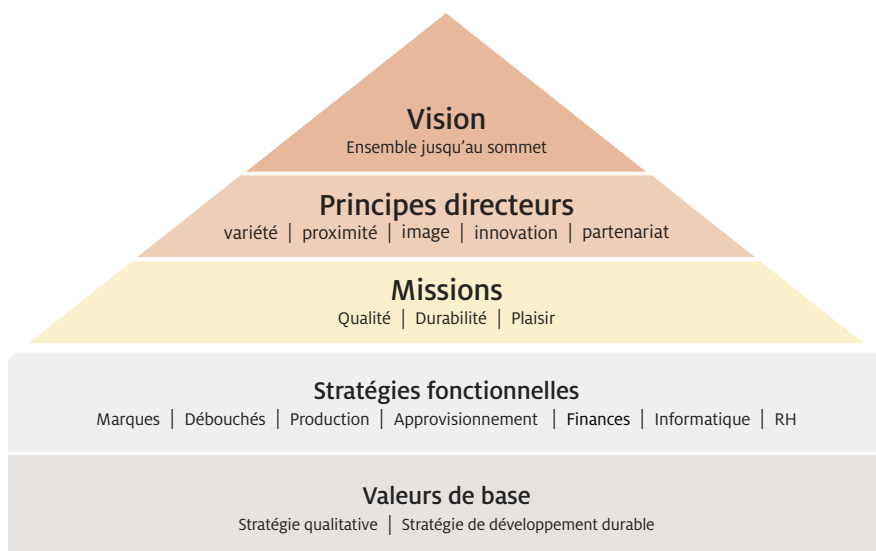 Vision
Ensemble jusqu'au sommet
Principes directeurs
variété | proximité | image | innovation | partenariat
Missions
Qualité | Durabilité | Plaisir
Stratégies fonctionnelles
Marques | Débouchés | Production | Approvisionnement | Finances | Informatique | RH
Valeurs de base
Stratégie qualitative | Stratégie de développement durable